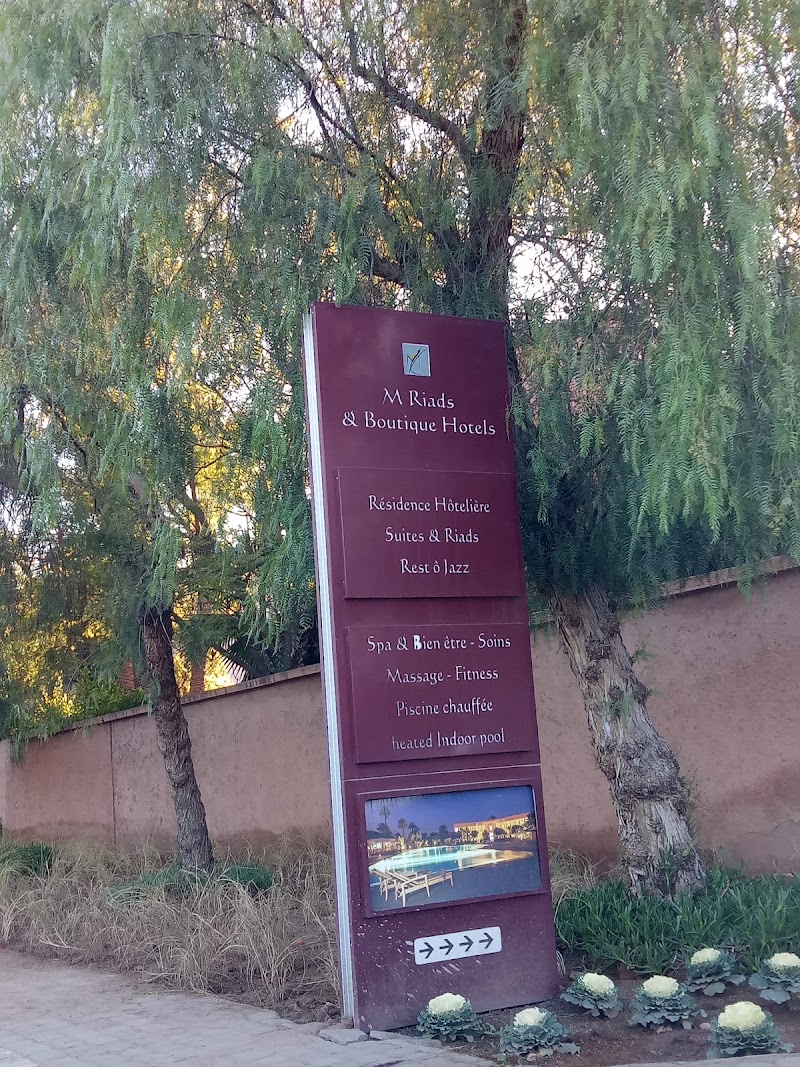 M Riads
& Boutique Hotels
Résidence Hôtelière
Suites & Riads
Rest ô Jazz
Spa & Bien être - Soins
Massage - Fitness
Piscine chauffée
heated Indoor pool